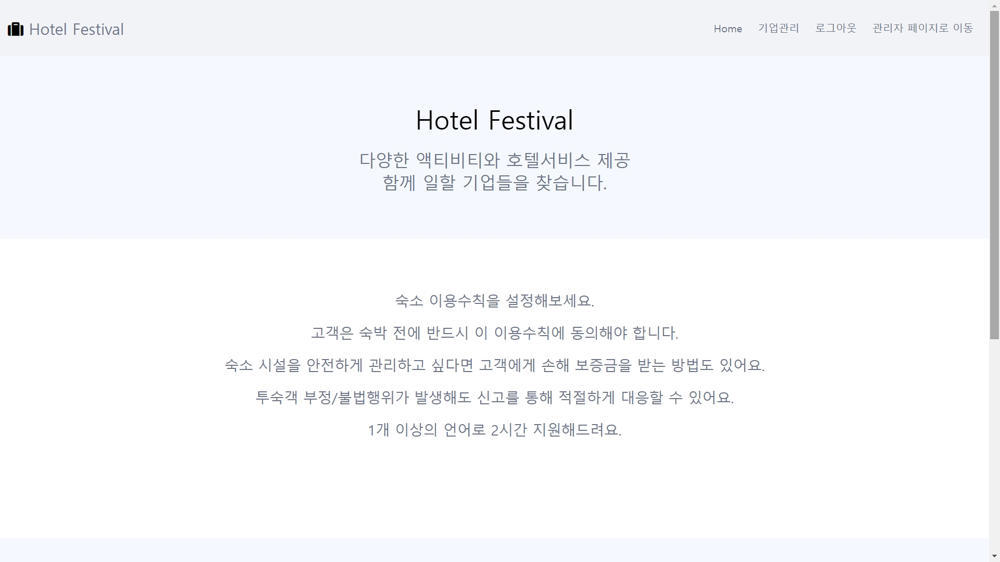 Hotel Festival
Home 기업관리 로그아웃 관리자 페이지로 이동
Hotel Festival
다양한 액티비티와 호텔서비스 제공
함께 일할 기업들을 찾습니다.
숙소 이용수칙을 설정해보세요.
고객은 숙박 전에 반드시 이 이용수칙에 동의해야 합니다.
숙소 시설을 안전하게 관리하고 싶다면 고객에게 손해 보증금을 받는 방법도 있어요.
투숙객 부정/불법행위가 발생해도 신고를 통해 적절하게 대응할 수 있어요.
1개 이상의 언어로 2시간 지원해드려요.